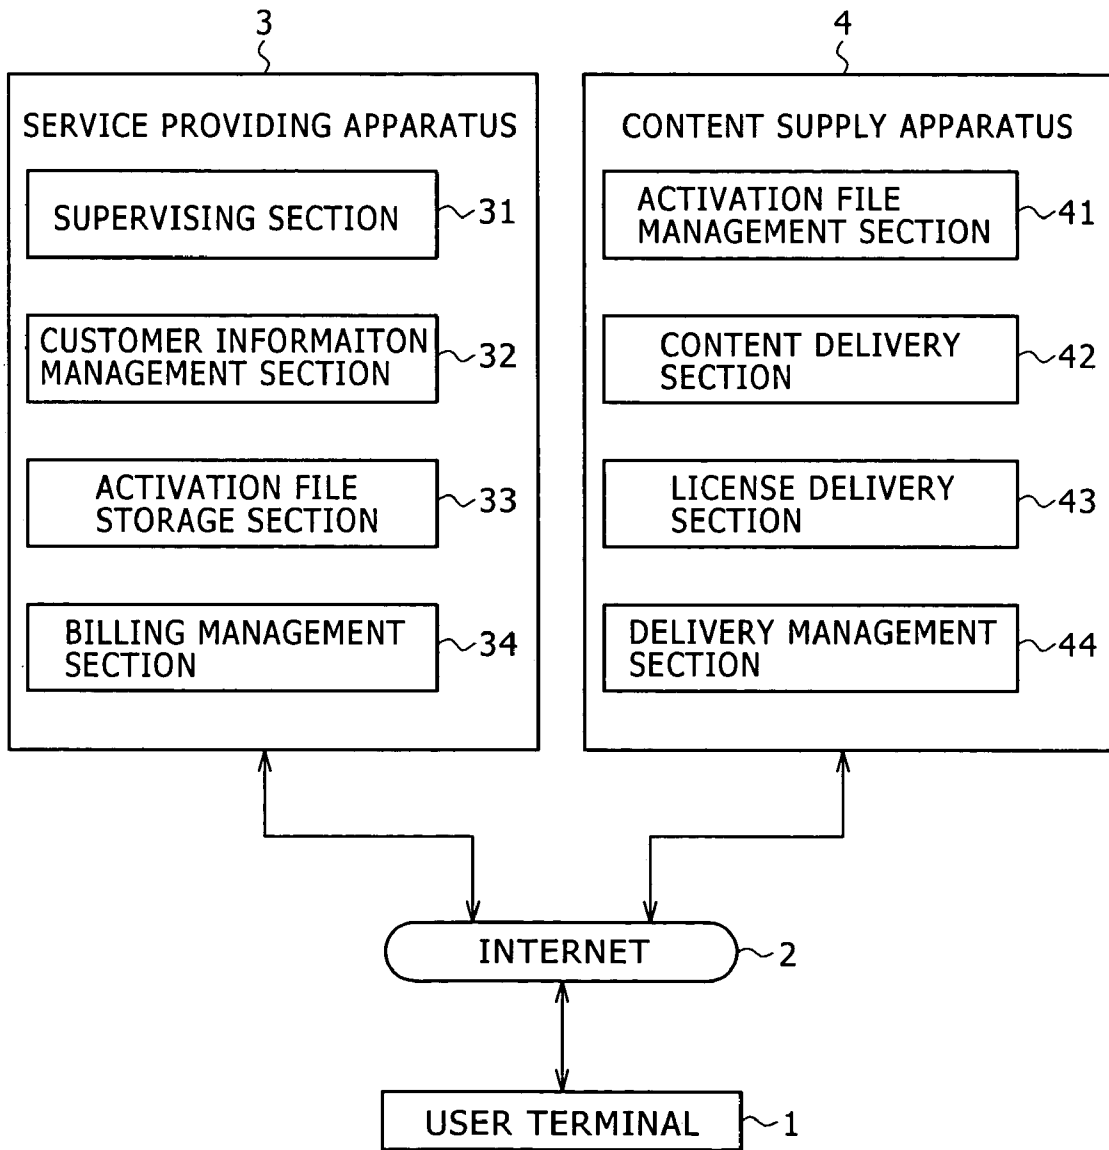 3
SERVICE PROVIDING APPARATUS
SUPERVISING SECTION
31
CUSTOMER INFORMAITON
MANAGEMENT SECTION
32
ACTIVATION FILE
STORAGE SECTION
33
BILLING MANAGEMENT
SECTION
34
4
CONTENT SUPPLY APPARATUS
ACTIVATION FILE
MANAGEMENT SECTION
41
CONTENT DELIVERY
SECTION
42
LICENSE DELIVERY
SECTION
43
DELIVERY MANAGEMENT
SECTION
44
INTERNET
2
USER TERMINAL
1